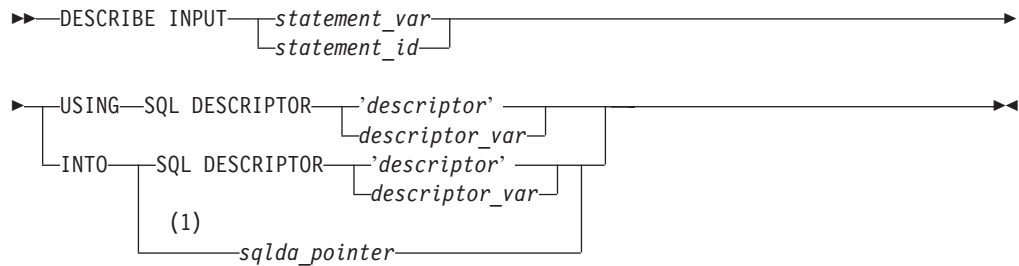 DESCRIBE INPUT statement_var
statement_id
USING SQL DESCRIPTOR 'descriptor'
descriptor_var
INTO SQL DESCRIPTOR 'descriptor'
descriptor_var
(1)
sqlda_pointer